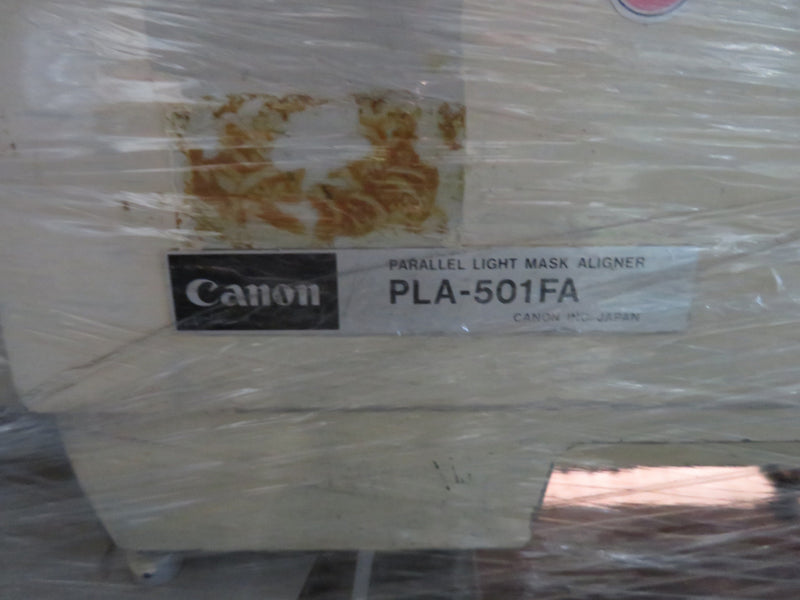 Canon
PARALLEL LIGHT MASK ALIGNER
PLA-501FA
CANON INC. JAPAN